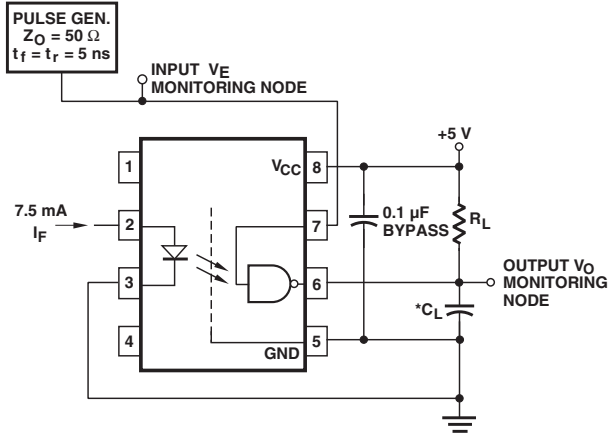 PULSE GEN.
Z_O = 50 Ω
t_f = t_r = 5 ns
INPUT V_E
MONITORING NODE
+5 V
1
V_CC 8
7.5 mA
I_F
2
7
0.1 µF
BYPASS
R_L
3
6
OUTPUT V_O
MONITORING
NODE
*C_L
4
GND
5